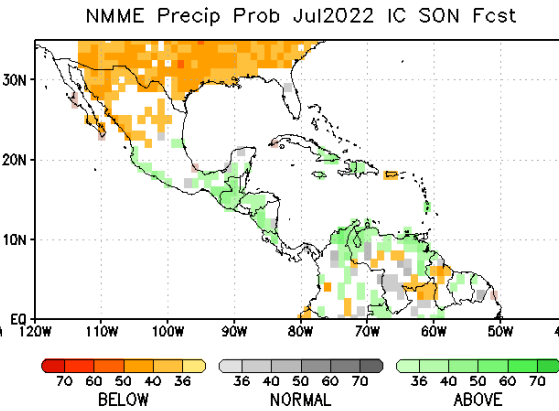 NMME Precip Prob Jul2022 IC SON Fcst
30N
20N
10N
EQ
120W 110W 100W 90W 80W 70W 60W 50W
70 60 50 40 36 36 40 50 60 70 36 40 50 60 70
BELOW NORMAL ABOVE